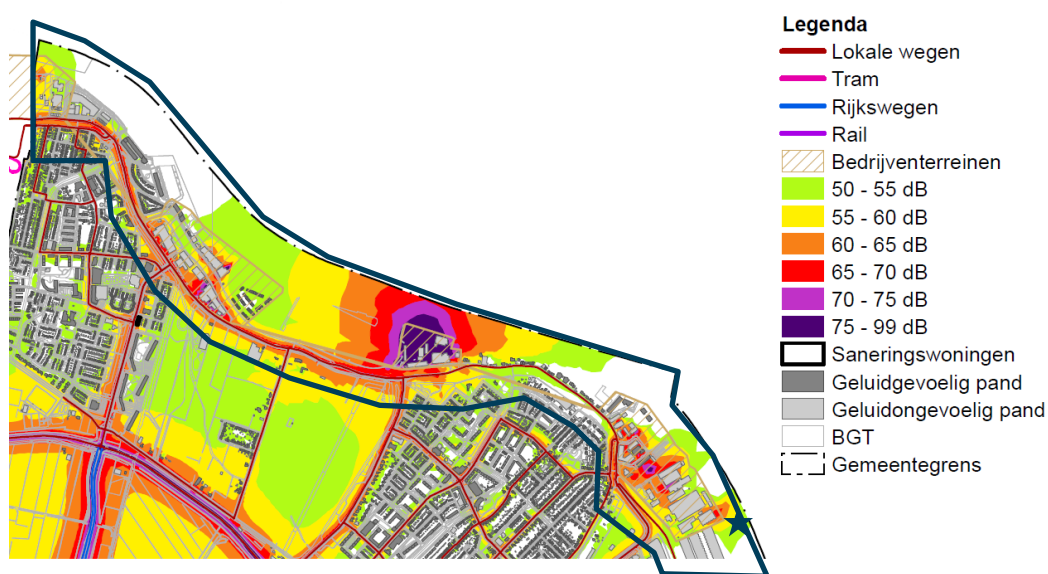 Legenda
Lokale wegen
Tram
Rijkswegen
Rail
Bedrijventerreinen
50 - 55 dB
55 - 60 dB
60 - 65 dB
65 - 70 dB
70 - 75 dB
75 - 99 dB
Saneringswoningen
Geluidgevoelig pand
Geluidongevoelig pand
BGT
Gemeentegrens